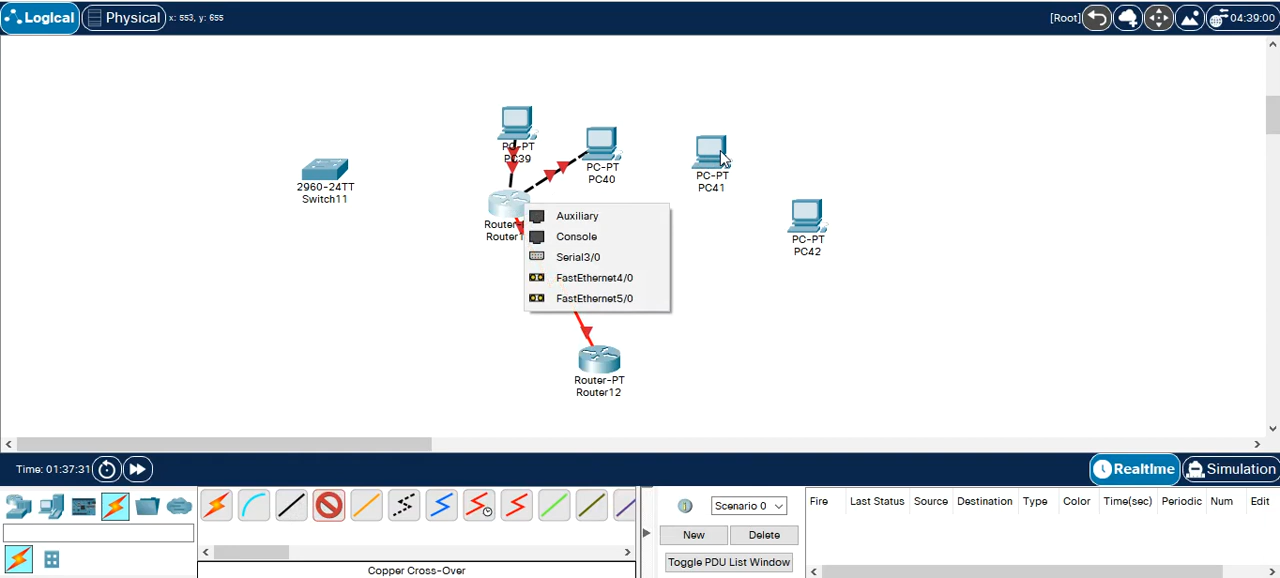 Logical Physical x: 553, y: 655 [Root] 04:39:00
PC-PT
PC39
PC-PT
PC40
PC-PT
PC41
2960-24TT
Switch11
PC-PT
PC42
Router-
Router1
Auxiliary
Console
Serial3/0
FastEthernet4/0
FastEthernet5/0
Router-PT
Router12
Time: 01:37:31 Realtime Simulation
Scenario 0
New Delete
Toggle PDU List Window
Fire Last Status Source Destination Type Color Time(sec) Periodic Num Edit
Copper Cross-Over